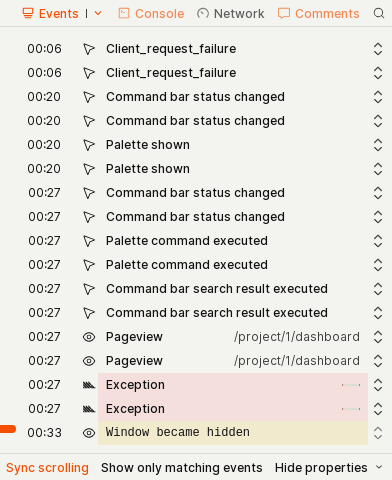 Events Console Network Comments
00:06 Client_request_failure
00:06 Client_request_failure
00:20 Command bar status changed
00:20 Command bar status changed
00:20 Palette shown
00:20 Palette shown
00:27 Command bar status changed
00:27 Command bar status changed
00:27 Palette command executed
00:27 Palette command executed
00:27 Command bar search result executed
00:27 Command bar search result executed
00:27 Pageview /project/1/dashboard
00:27 Pageview /project/1/dashboard
00:27 Exception
00:27 Exception
00:33 Window became hidden
Sync scrolling Show only matching events Hide properties